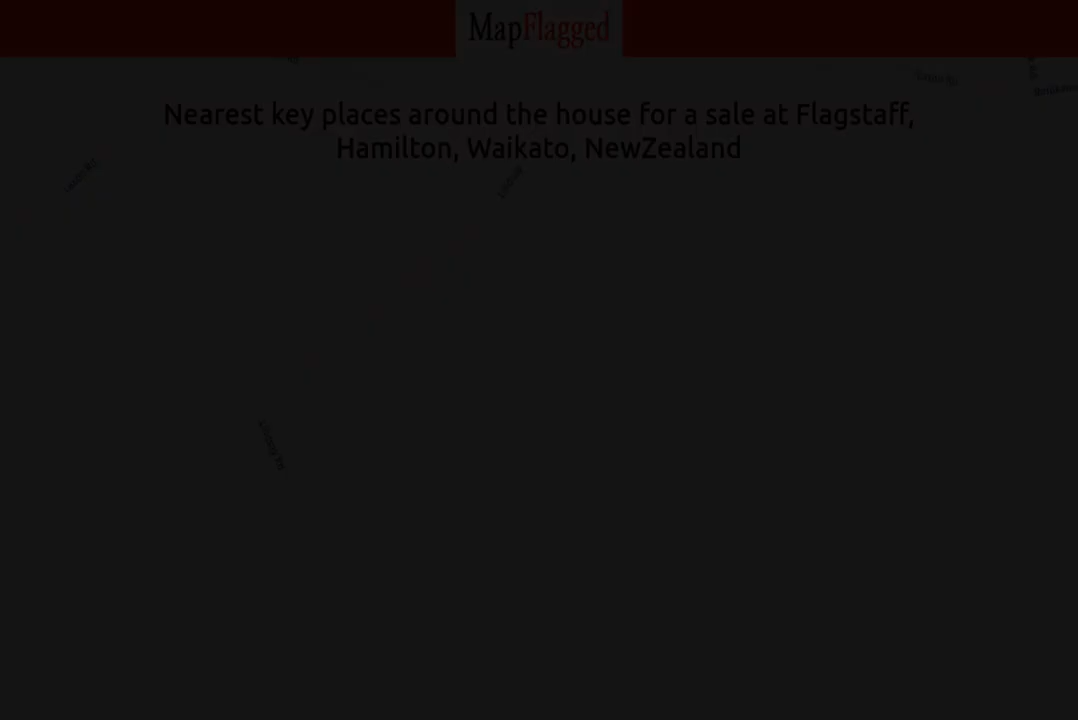 MapFlagged
Nearest key places around the house for a sale at Flagstaff,
Hamilton, Waikato, NewZealand